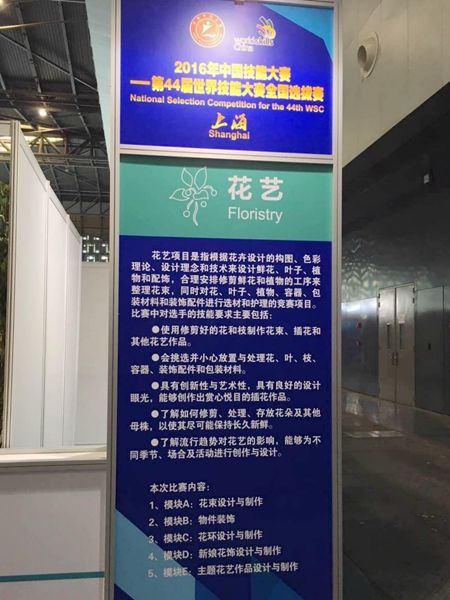 worldskills
China
2016年中国技能大赛
——第44届世界技能大赛全国选拔赛
National Selection Competition for the 44th WSC
上海
Shanghai
花艺
Floristry
花艺项目是指根据花卉设计的构图、色彩
理论、设计理念和技术来设计鲜花、叶子、植
物和配饰，合理安排修剪鲜花和植物的工序来
整理花束，同时对花、叶子、植物、容器、包
装材料和装饰配件进行选材和护理的竞赛项目。
比赛中对选手的技能要求主要包括：
●使用修剪好的花和枝制作花束、插花和
其他花艺作品。
●会挑选并小心放置与处理花、叶、枝、
容器、装饰配件和包装材料。
●具有创新性与艺术性，具有良好的设计
眼光，能够创作出赏心悦目的插花作品。
●了解如何修剪、处理、存放花朵及其他
母株，以使其尽可能保持长久新鲜。
●了解流行趋势对花艺的影响，能够为不
同季节、场合及活动进行创作与设计。
本次比赛内容：
1、模块A：花束设计与制作
2、模块B：物件装饰
3、模块C：花环设计与制作
4、模块D：新娘花饰设计与制作
5、模块E：主题花艺作品设计与制作